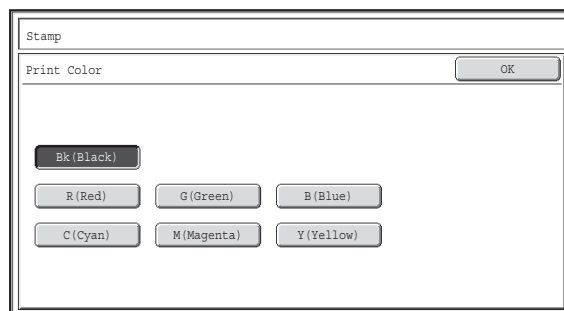 Stamp
Print Color OK
Bk(Black)
R(Red) G(Green) B(Blue)
C(Cyan) M(Magenta) Y(Yellow)